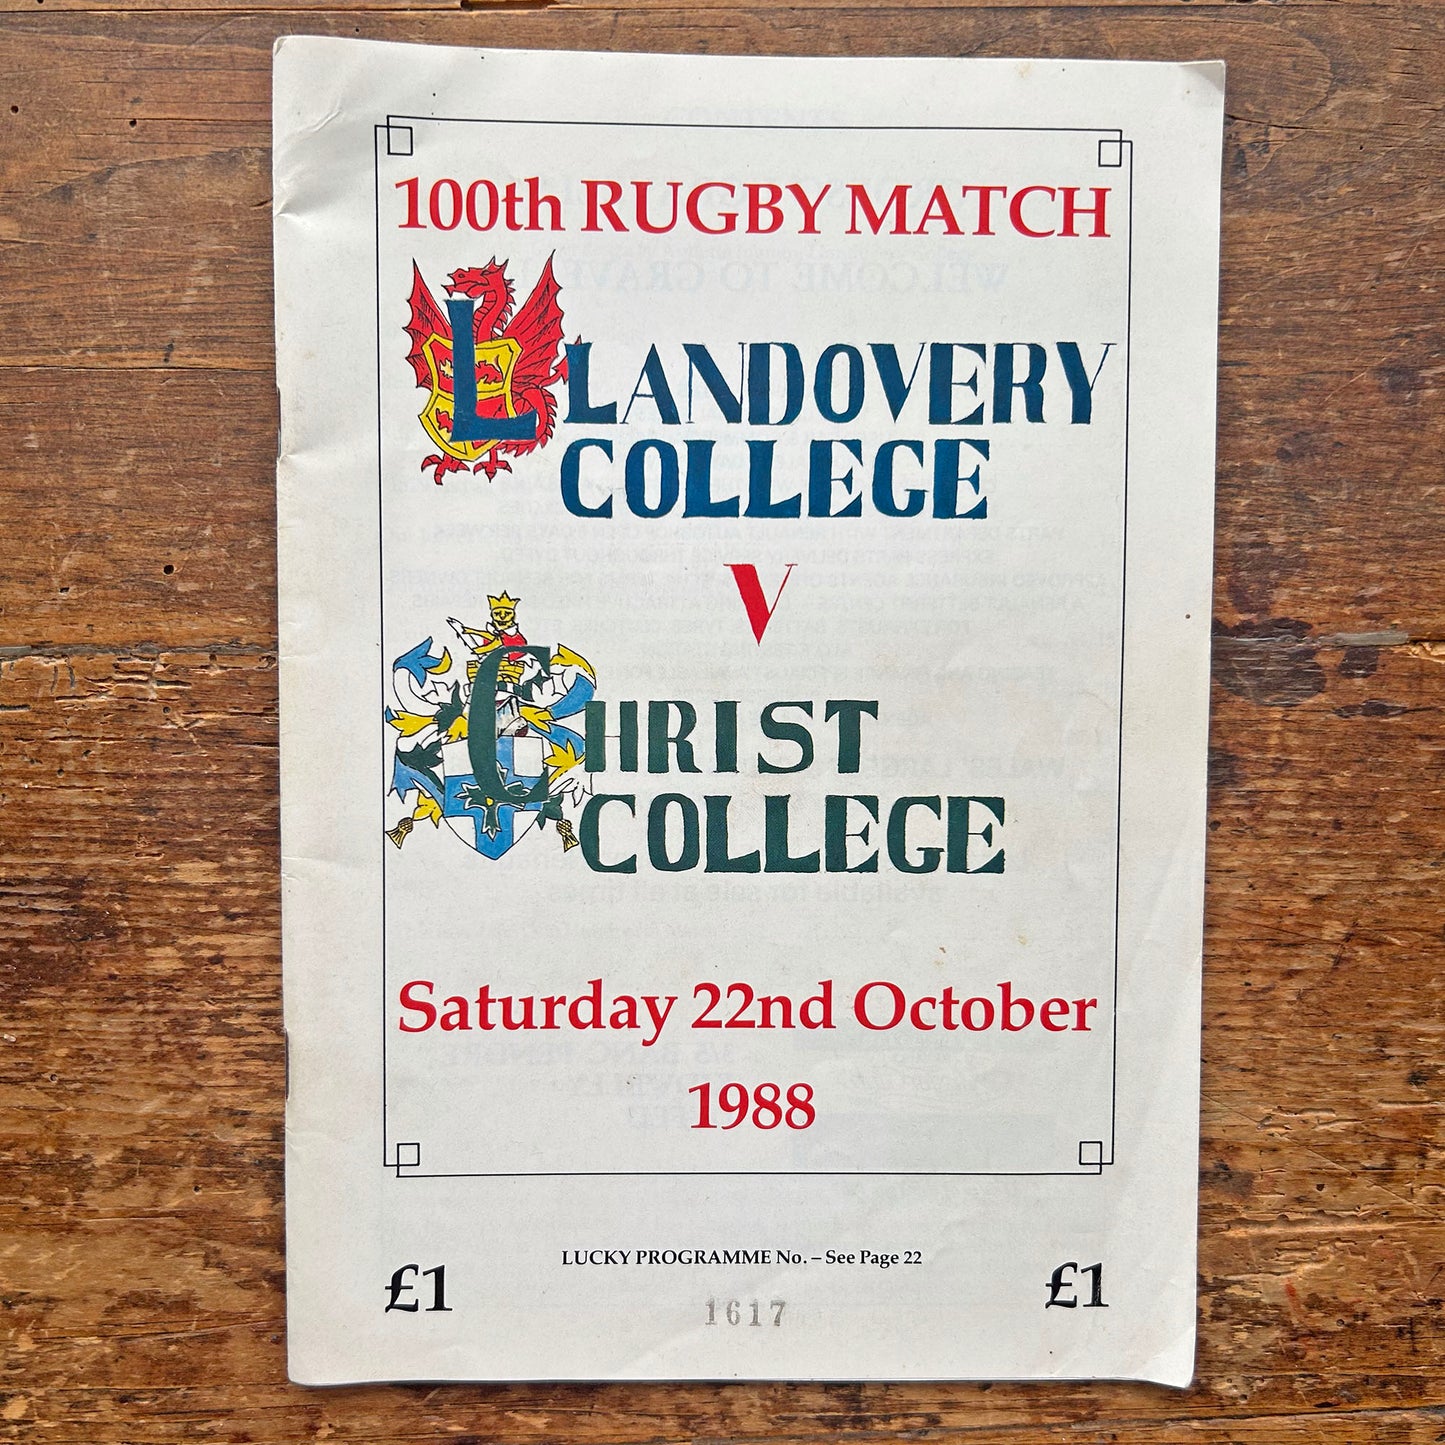 100th RUGBY MATCH
LLANDOVERY
COLLEGE
V
CHRIST
COLLEGE
Saturday 22nd October
1988
LUCKY PROGRAMME No. – See Page 22
£1
1617
£1